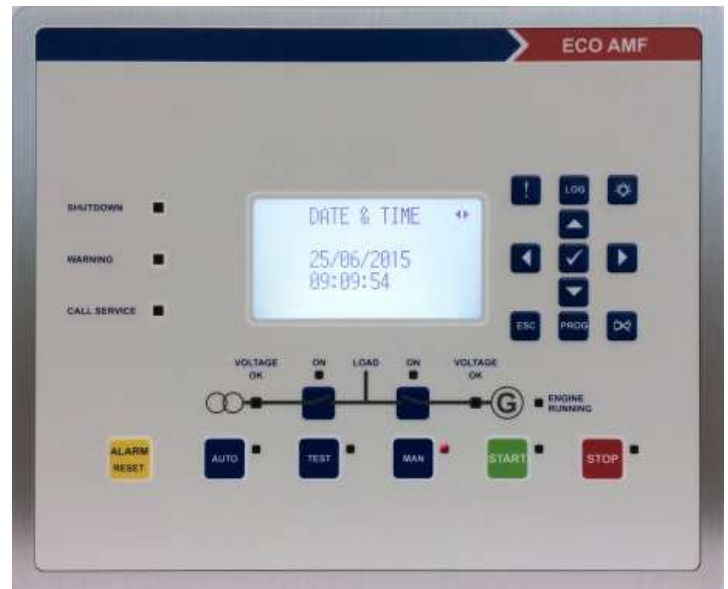 ECO AMF
! LOG
SHUTDOWN
DATE & TIME
WARNING
25/06/2015
09:09:54
CALL SERVICE
ESC PROG
VOLTAGE OK
ON
LOAD
ON
VOLTAGE OK
G
ENGINE RUNNING
ALARM RESET
AUTO
TEST
MAN
START
STOP